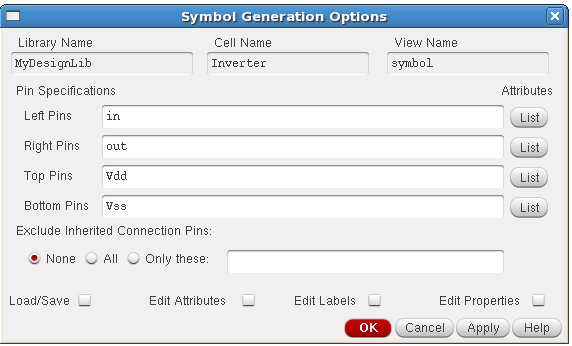 Symbol Generation Options
Library Name Cell Name View Name
MyDesignLib Inverter symbol
Pin Specifications Attributes
Left Pins in List
Right Pins out List
Top Pins Vdd List
Bottom Pins Vss List
Exclude Inherited Connection Pins:
None All Only these:
Load/Save Edit Attributes Edit Labels Edit Properties
OK Cancel Apply Help